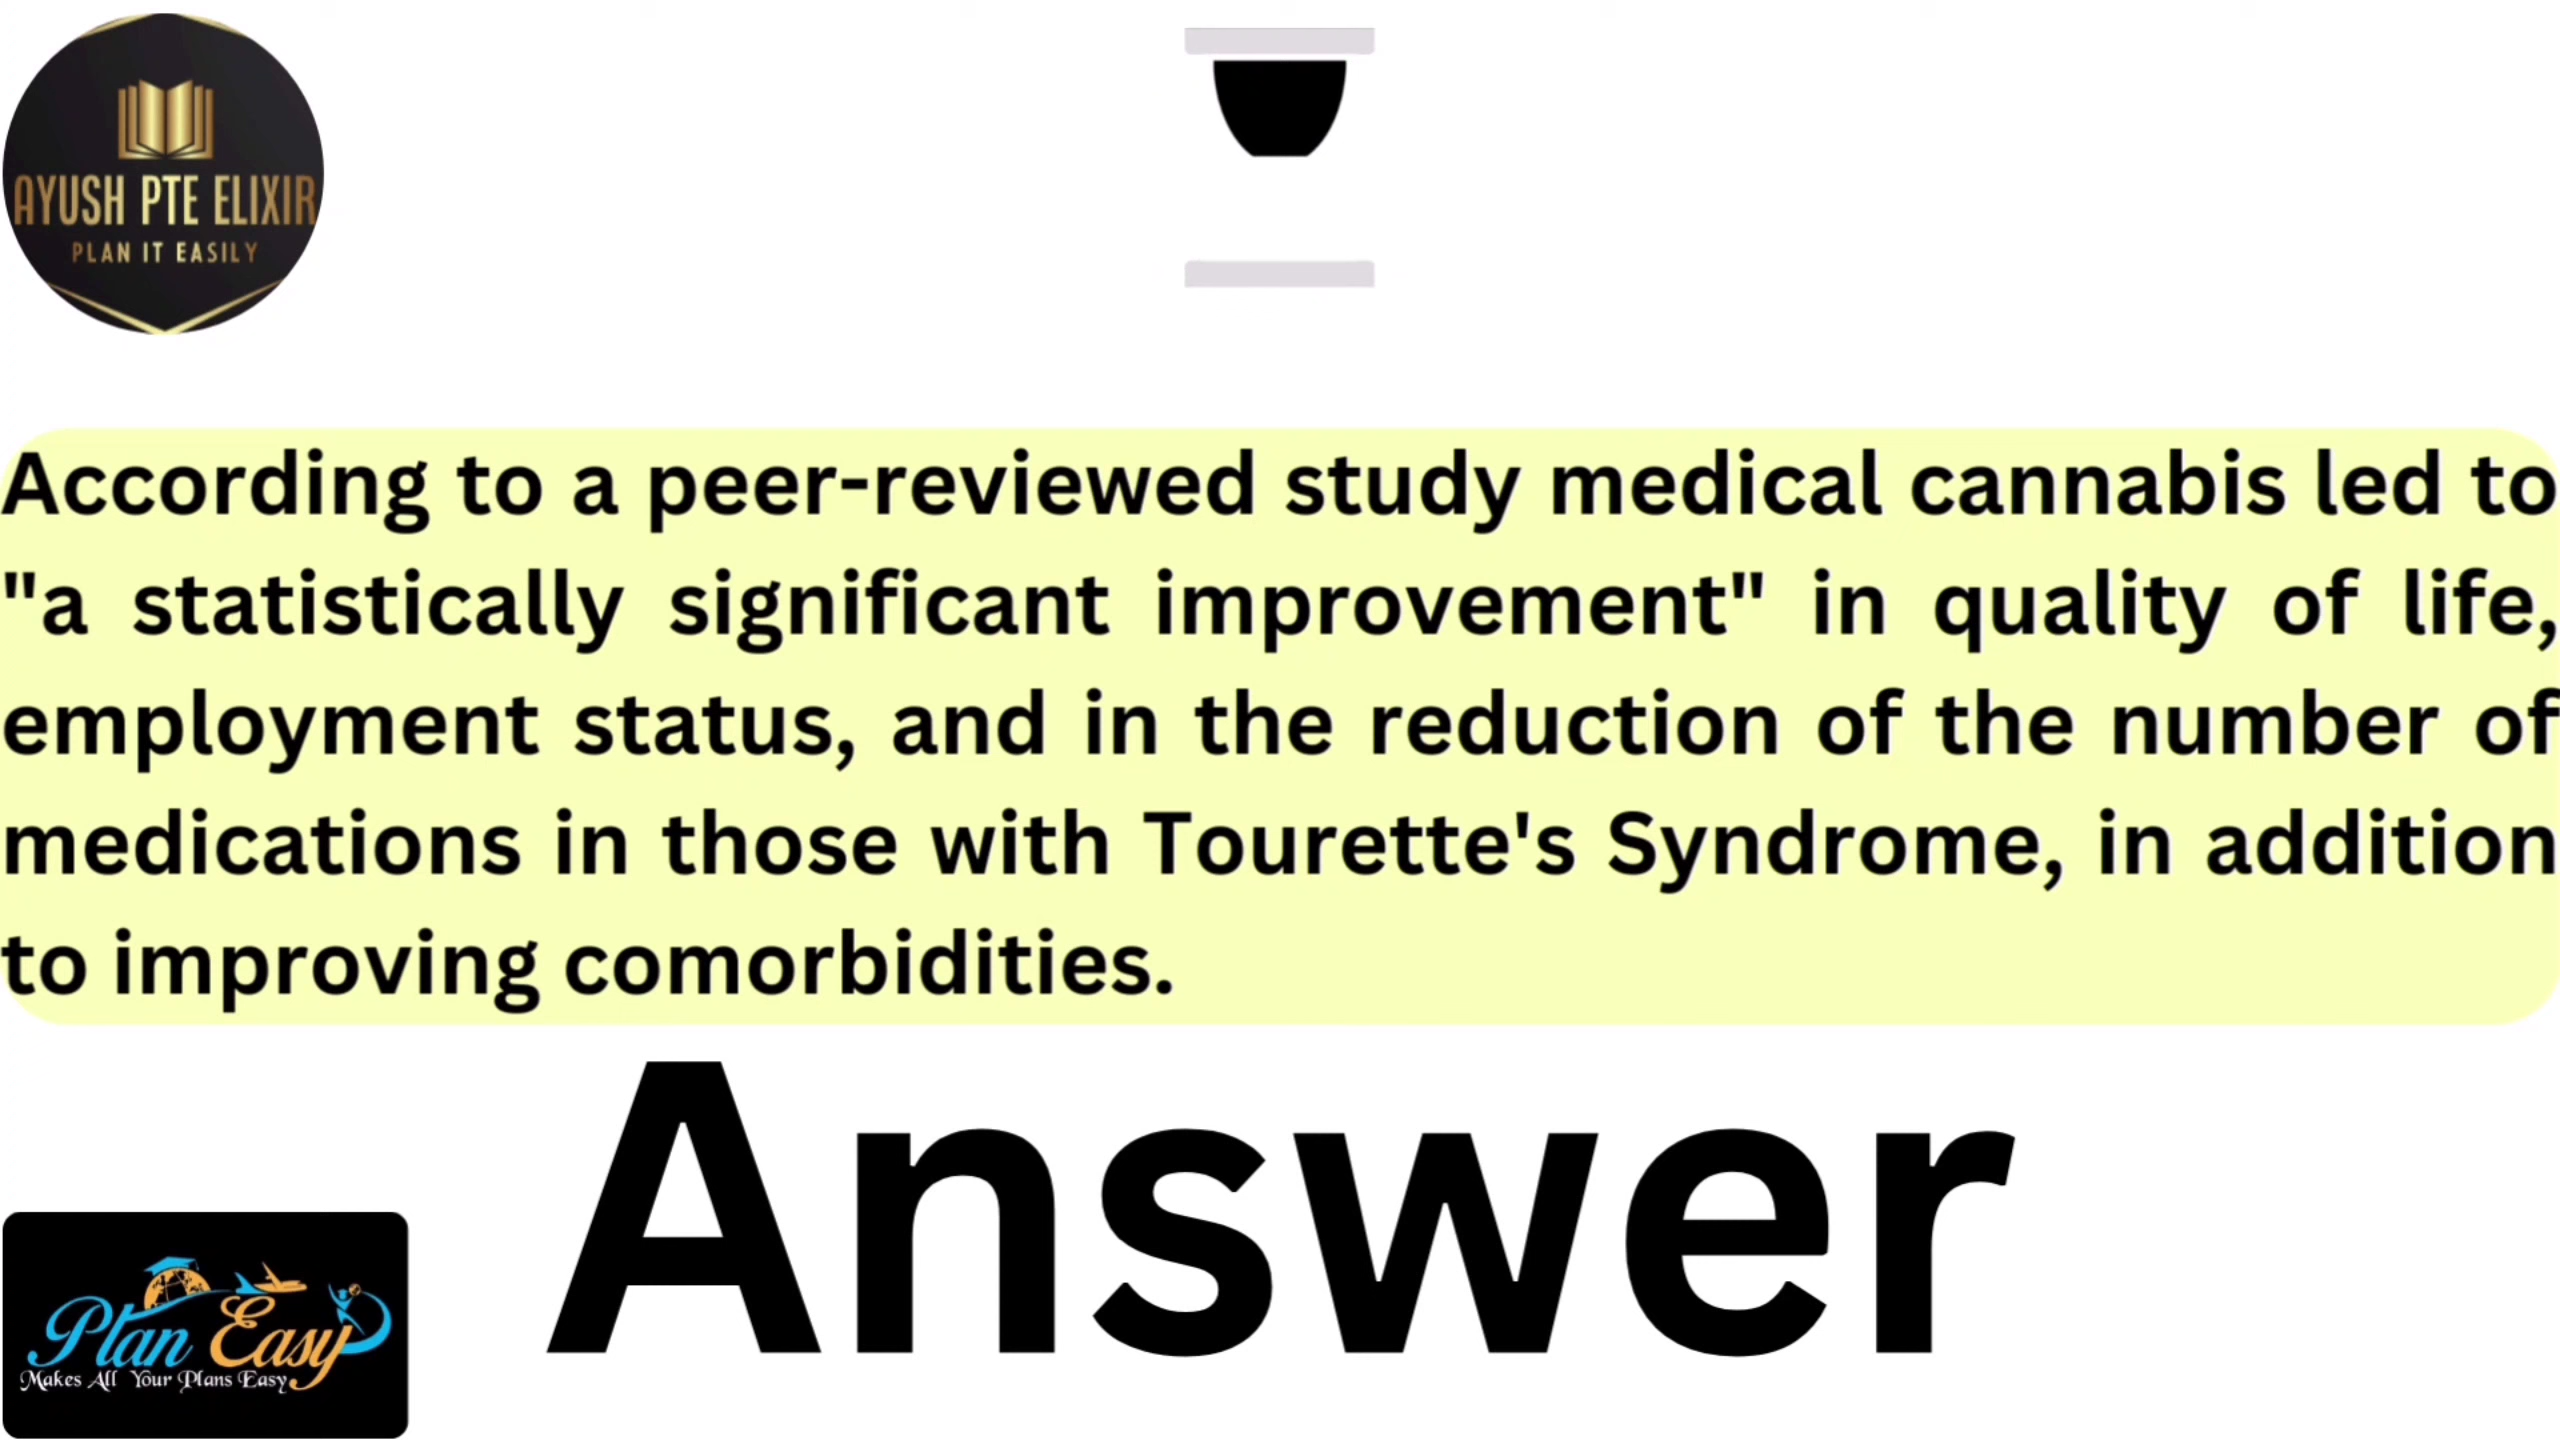 AYUSH PTE ELIXIR
PLAN IT EASILY
According to a peer-reviewed study medical cannabis led to
"a statistically significant improvement" in quality of life,
employment status, and in the reduction of the number of
medications in those with Tourette's Syndrome, in addition
to improving comorbidities.
Answer
Plan Easy
Makes All Your Plans Easy